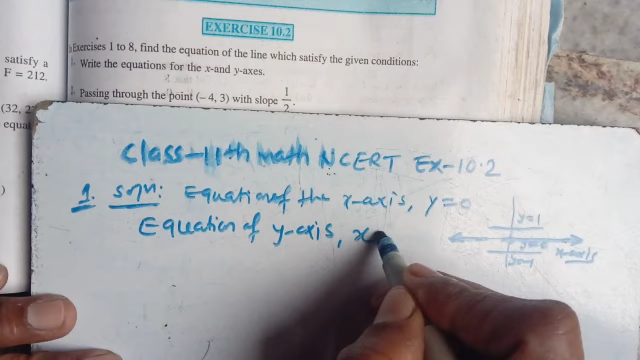 EXERCISE 10.2
Exercises 1 to 8, find the equation of the line which satisfy the given conditions:
Write the equations for the x-and y-axes.
Passing through the point (– 4, 3) with slope 1/2.
satisfy a
F = 212.
(32, 2
equa
Class-11th math NCERT EX-10.2
1. Soln: Equation of the x-axis, y=0
Equation of y-axis, x
y=1
y=0
x-axis
y=-1